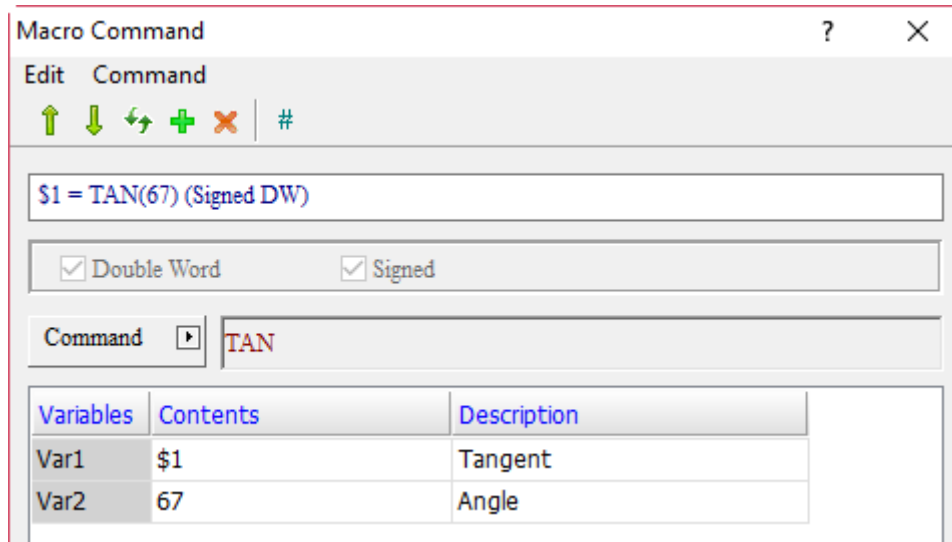 Macro Command ?
Edit Command
#
$1 = TAN(67) (Signed DW)
Double Word Signed
Command TAN
Variables Contents Description
Var1 $1 Tangent
Var2 67 Angle